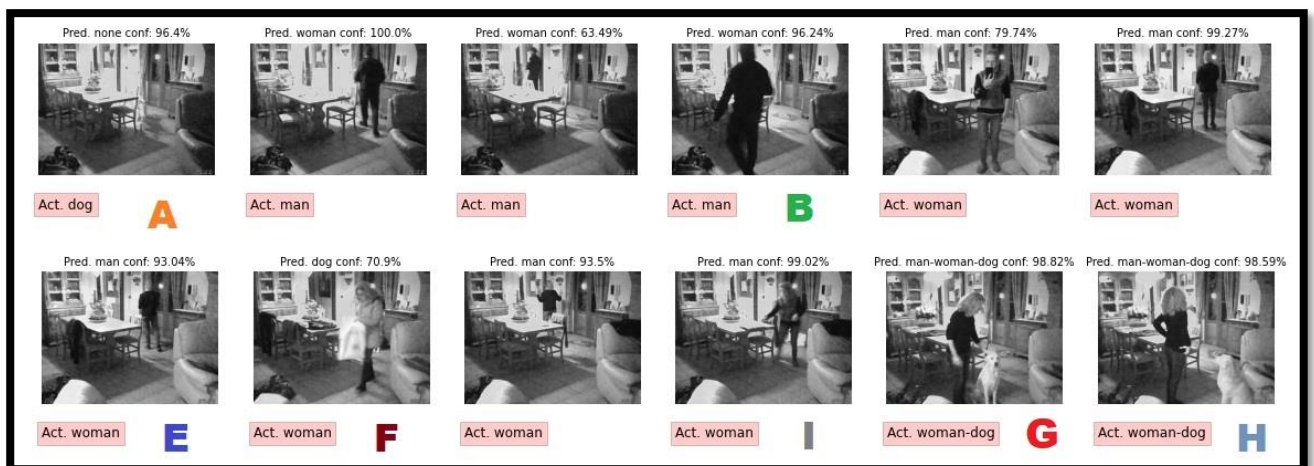 Pred. none conf: 96.4%
Pred. woman conf: 100.0%
Pred. woman conf: 63.49%
Pred. woman conf: 96.24%
Pred. man conf: 79.74%
Pred. man conf: 99.27%
Act. dog
A
Act. man
Act. man
Act. man
B
Act. woman
Act. woman
Pred. man conf: 93.04%
Pred. dog conf: 70.9%
Pred. man conf: 93.5%
Pred. man conf: 99.02%
Pred. man-woman-dog conf: 98.82%
Pred. man-woman-dog conf: 98.59%
Act. woman
E
Act. woman
F
Act. woman
Act. woman
I
Act. woman-dog
G
Act. woman-dog
H